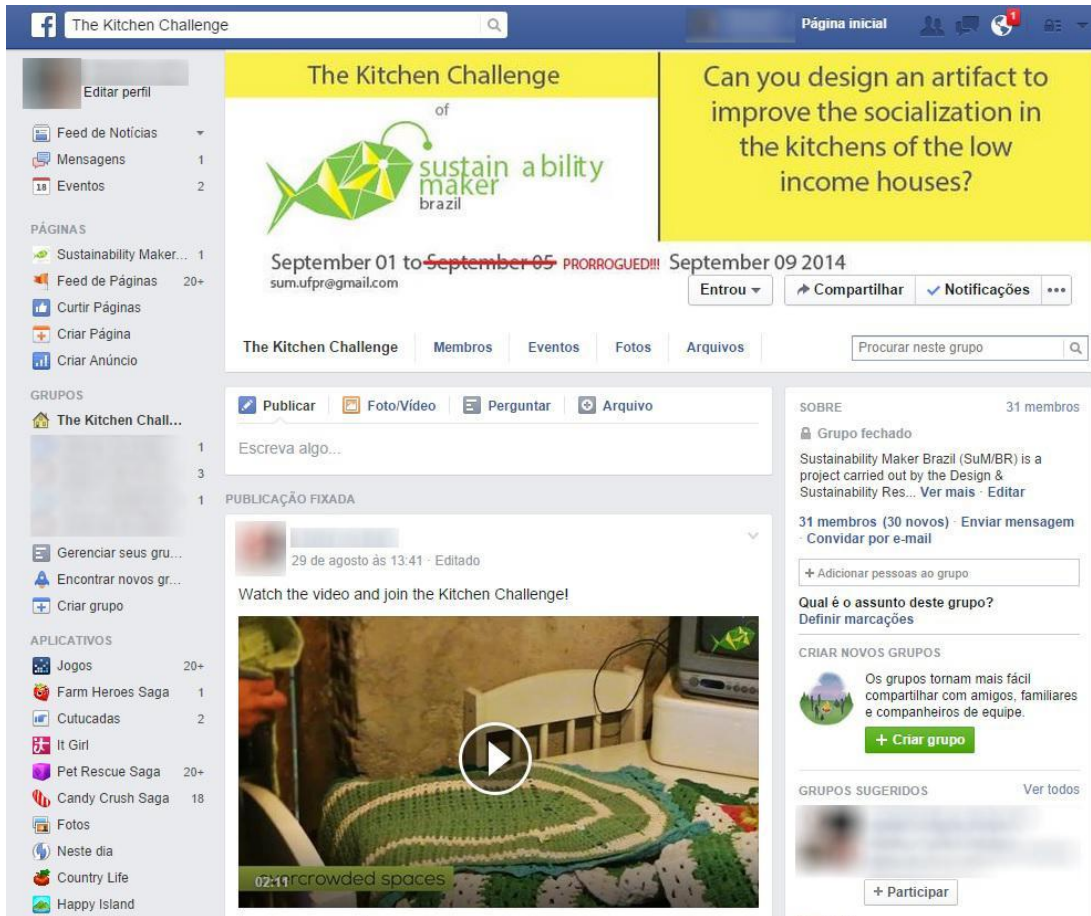 The Kitchen Challenge
Página inicial
1
Editar perfil
Feed de Notícias
Mensagens 1
18 Eventos 2
PÁGINAS
Sustainability Maker... 1
Feed de Páginas 20+
Curtir Páginas
Criar Página
Criar Anúncio
GRUPOS
The Kitchen Chall...
1
3
1
Gerenciar seus gru...
Encontrar novos gr...
Criar grupo
APLICATIVOS
Jogos 20+
Farm Heroes Saga 1
Cutucadas 2
It Girl
Pet Rescue Saga 20+
Candy Crush Saga 18
Fotos
Neste dia
Country Life
Happy Island
The Kitchen Challenge
of
sustain ability
maker
brazil
Can you design an artifact to
improve the socialization in
the kitchens of the low
income houses?
September 01 to September 05 PRORROGUED!!! September 09 2014
sum.ufpr@gmail.com
Entrou
Compartilhar
Notificações
The Kitchen Challenge Membros Eventos Fotos Arquivos
Procurar neste grupo
Publicar Foto/Vídeo Perguntar Arquivo
Escreva algo...
PUBLICAÇÃO FIXADA
29 de agosto às 13:41 · Editado
Watch the video and join the Kitchen Challenge!
02:11
crowded spaces
SOBRE 31 membros
Grupo fechado
Sustainability Maker Brazil (SuM/BR) is a
project carried out by the Design &
Sustainability Res... Ver mais · Editar
31 membros (30 novos) · Enviar mensagem
· Convidar por e-mail
+ Adicionar pessoas ao grupo
Qual é o assunto deste grupo?
Definir marcações
CRIAR NOVOS GRUPOS
Os grupos tornam mais fácil
compartilhar com amigos, familiares
e companheiros de equipe.
+ Criar grupo
GRUPOS SUGERIDOS Ver todos
+ Participar